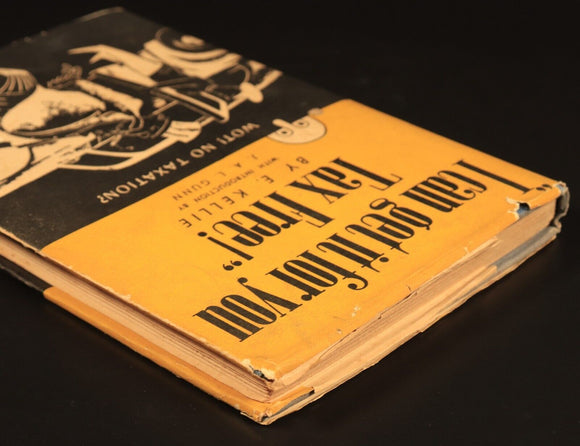 "I can get it for you
Tax Free!"
BY E. KELLIE
WITH INTRODUCTION BY
J. A. L. GUNN
WOT! NO TAXATION?